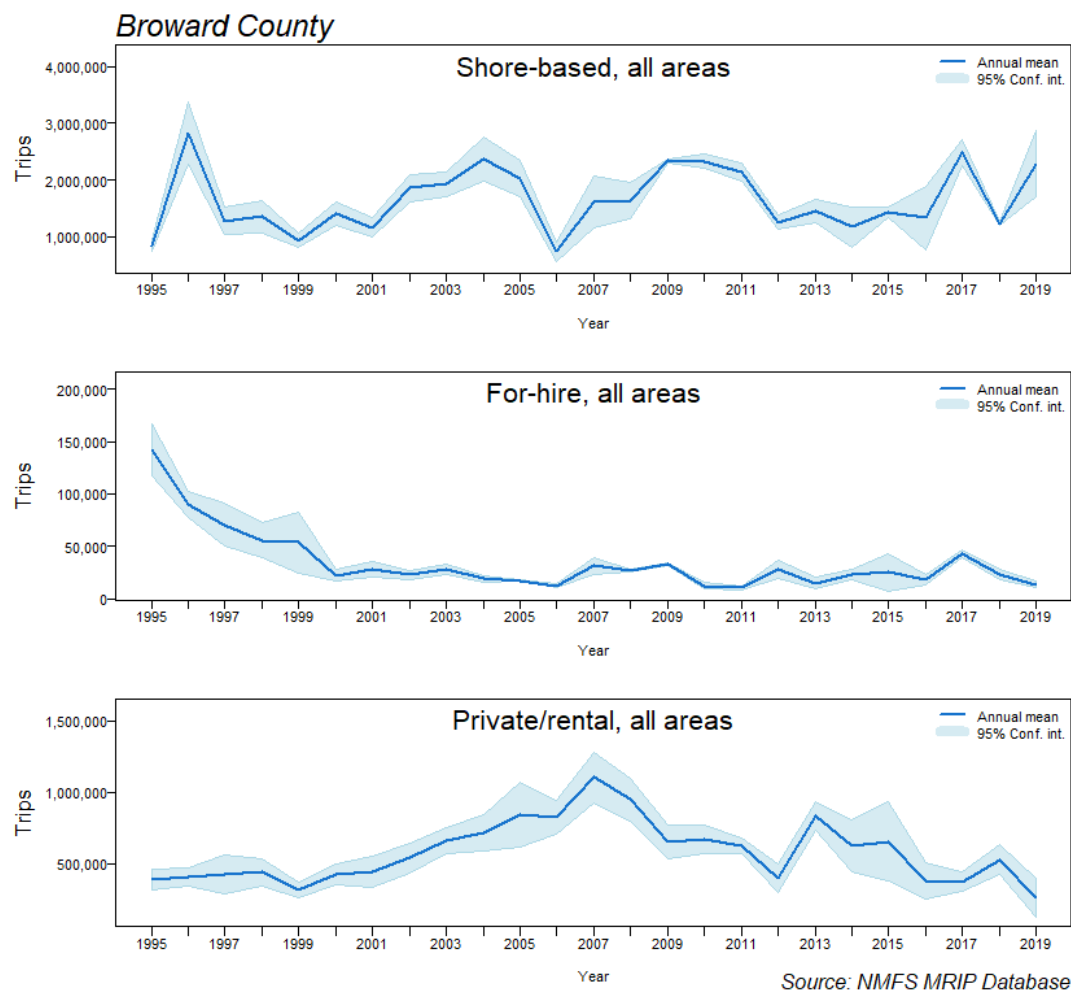 Broward County
Shore-based, all areas
Annual mean
95% Conf. int.
4,000,000
3,000,000
2,000,000
1,000,000
Trips
1995 1997 1999 2001 2003 2005 2007 2009 2011 2013 2015 2017 2019
Year
For-hire, all areas
Annual mean
95% Conf. int.
200,000
150,000
100,000
50,000
0
Trips
1995 1997 1999 2001 2003 2005 2007 2009 2011 2013 2015 2017 2019
Year
Private/rental, all areas
Annual mean
95% Conf. int.
1,500,000
1,000,000
500,000
Trips
1995 1997 1999 2001 2003 2005 2007 2009 2011 2013 2015 2017 2019
Year
Source: NMFS MRIP Database